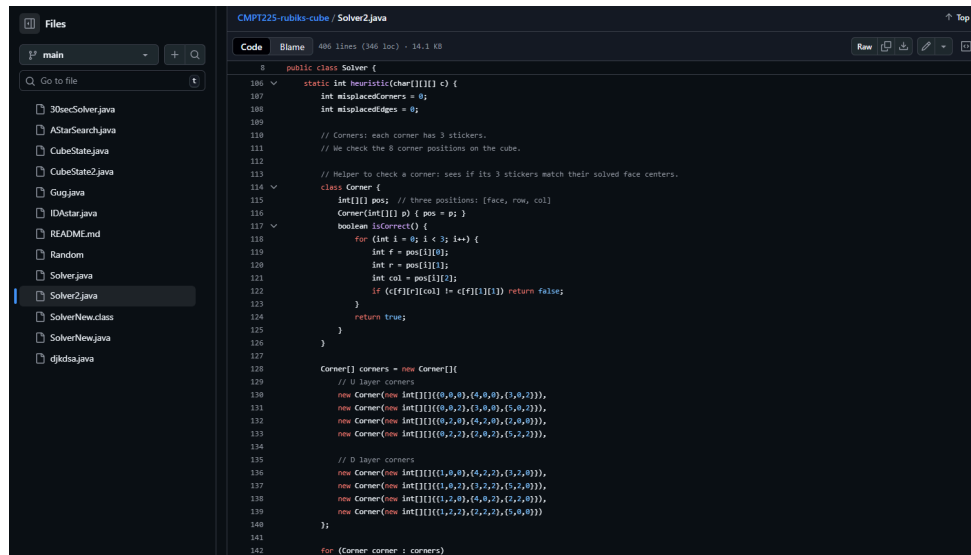 Files
main
Go to file
t
30secSolver.java
AStarSearch.java
CubeState.java
CubeState2.java
Gug.java
IDAstar.java
README.md
Random
Solver.java
Solver2.java
SolverNew.class
SolverNew.java
djkdsa.java
CMPT225-rubiks-cube / Solver2.java
Top
Code Blame 406 lines (346 loc) · 14.1 KB
Raw
8 public class Solver {
106 static int heuristic(char[][][] c) {
107 int misplacedCorners = 0;
108 int misplacedEdges = 0;
109
110 // Corners: each corner has 3 stickers.
111 // We check the 8 corner positions on the cube.
112
113 // Helper to check a corner: sees if its 3 stickers match their solved face centers.
114 class Corner {
115 int[][] pos; // three positions: [face, row, col]
116 Corner(int[][] p) { pos = p; }
117 boolean isCorrect() {
118 for (int i = 0; i < 3; i++) {
119 int f = pos[i][0];
120 int r = pos[i][1];
121 int col = pos[i][2];
122 if (c[f][r][col] != c[f][1][1]) return false;
123 }
124 return true;
125 }
126 }
127
128 Corner[] corners = new Corner[]{
129 // U layer corners
130 new Corner(new int[][]{{0,0,0},{4,0,0},{3,0,2}}),
131 new Corner(new int[][]{{0,0,2},{3,0,0},{5,0,2}}),
132 new Corner(new int[][]{{0,2,0},{4,2,0},{2,0,0}}),
133 new Corner(new int[][]{{0,2,2},{2,0,2},{5,2,2}}),
134
135 // D layer corners
136 new Corner(new int[][]{{1,0,0},{4,2,2},{3,2,0}}),
137 new Corner(new int[][]{{1,0,2},{3,2,2},{5,2,0}}),
138 new Corner(new int[][]{{1,2,0},{4,0,2},{2,2,0}}),
139 new Corner(new int[][]{{1,2,2},{2,2,2},{5,0,0}})
140 };
141
142 for (Corner corner : corners)